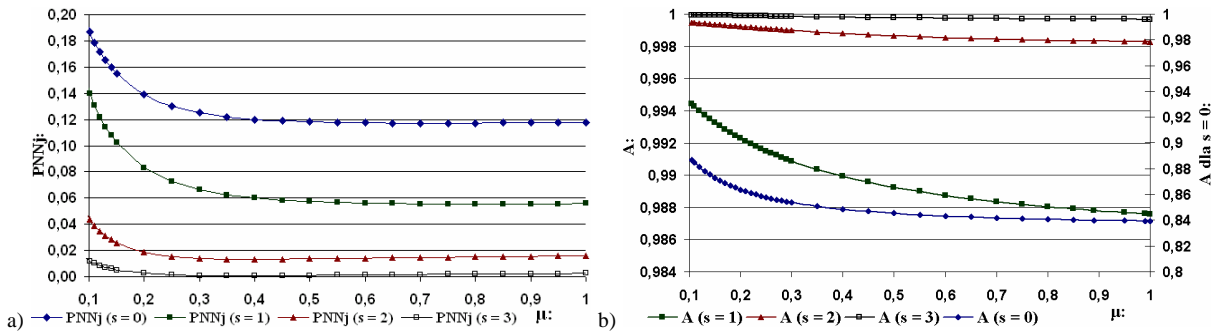 0,20
0,18
0,16
0,14
0,12
0,10
0,08
0,06
0,04
0,02
0,00
PNNj:
0,1 0,2 0,3 0,4 0,5 0,6 0,7 0,8 0,9 1
μ:
a)
PNNj (s = 0) PNNj (s = 1) PNNj (s = 2) PNNj (s = 3)
1
0,998
0,996
0,994
0,992
0,99
0,988
0,986
0,984
A:
1
0,98
0,96
0,94
0,92
0,9
0,88
0,86
0,84
0,82
0,8
A dla s = 0:
0,1 0,2 0,3 0,4 0,5 0,6 0,7 0,8 0,9 1
μ:
b)
A (s = 1) A (s = 2) A (s = 3) A (s = 0)